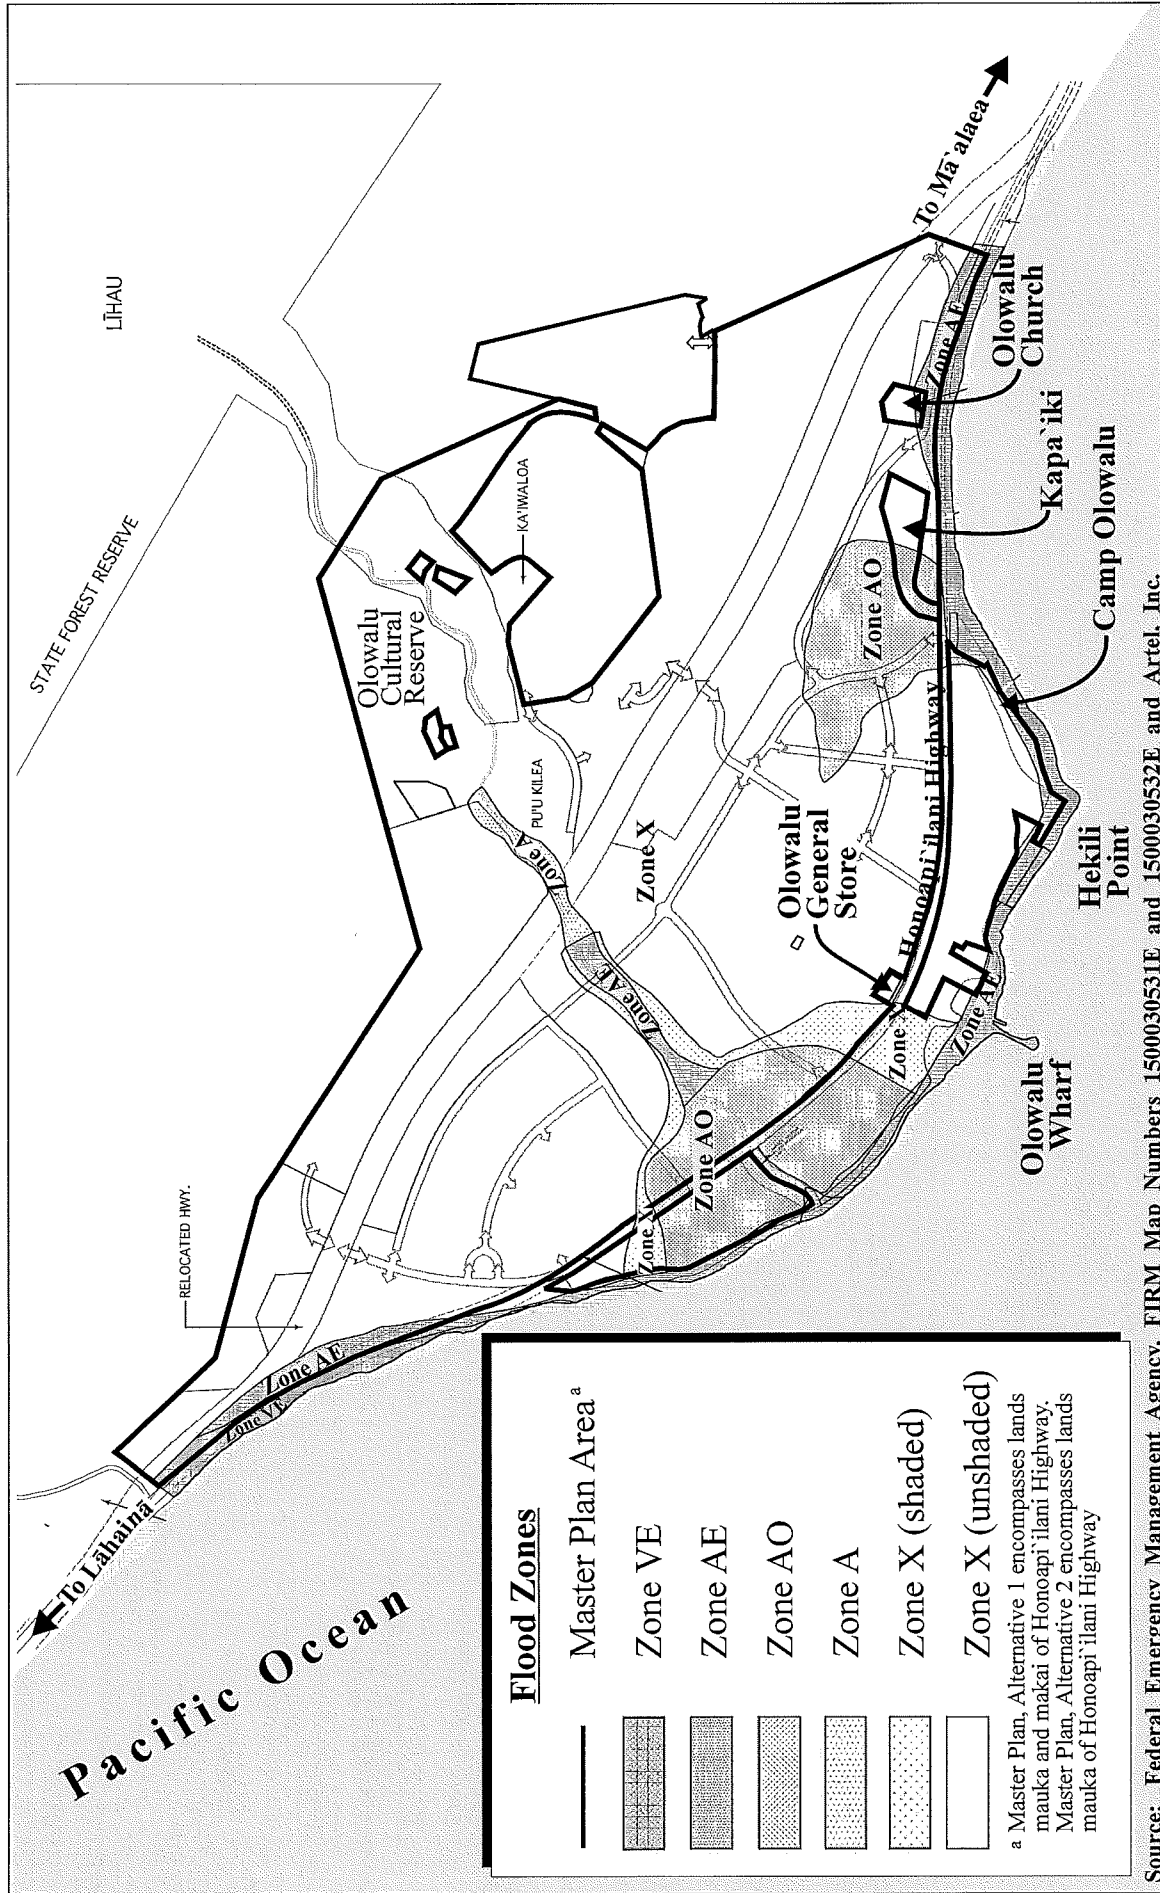 LĪHAU
STATE FOREST RESERVE
To Mā`alaea
Olowalu
Church
Zone AE
Kapa`iki
Camp Olowalu
KA'IWALOA
Olowalu
Cultural
Reserve
PU'U KILEA
Zone A
Zone X
Zone AO
Honoapi`ilani Highway
Olowalu
General
Store
Hekili
Point
Zone AE
Zone AE
Zone AE
Zone X
Zone AE
Olowalu
Wharf
Zone AO
Zone X
RELOCATED HWY.
Zone AE
Zone VE
To Lāhainā
Pacific Ocean
Flood Zones
Master Plan Area a
Zone VE
Zone AE
Zone AO
Zone A
Zone X (shaded)
Zone X (unshaded)
a Master Plan, Alternative 1 encompasses lands
mauka and makai of Honoapi`ilani Highway.
Master Plan, Alternative 2 encompasses lands
mauka of Honoapi`ilani Highway
Source: Federal Emergency Management Agency, FIRM Map Numbers 1500030531E and 1500030532E and Artel, Inc.